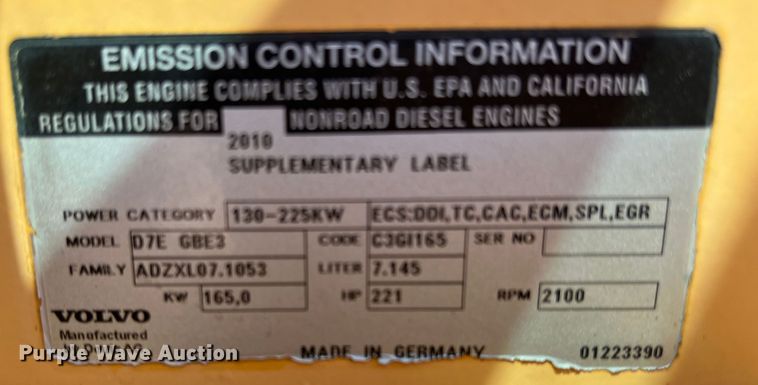 EMISSION CONTROL INFORMATION
THIS ENGINE COMPLIES WITH U.S. EPA AND CALIFORNIA
REGULATIONS FOR NONROAD DIESEL ENGINES
2010
SUPPLEMENTARY LABEL
POWER CATEGORY 130-225KW ECS:DDI,TC,CAC,ECM,SPL,EGR
MODEL D7E GBE3 CODE C3GI165 SER NO
FAMILY ADZXL07.1053 LITER 7.145
KW 165,0 HP 221 RPM 2100
VOLVO
Manufactured
Purple Wave Auction
MADE IN GERMANY 01223390